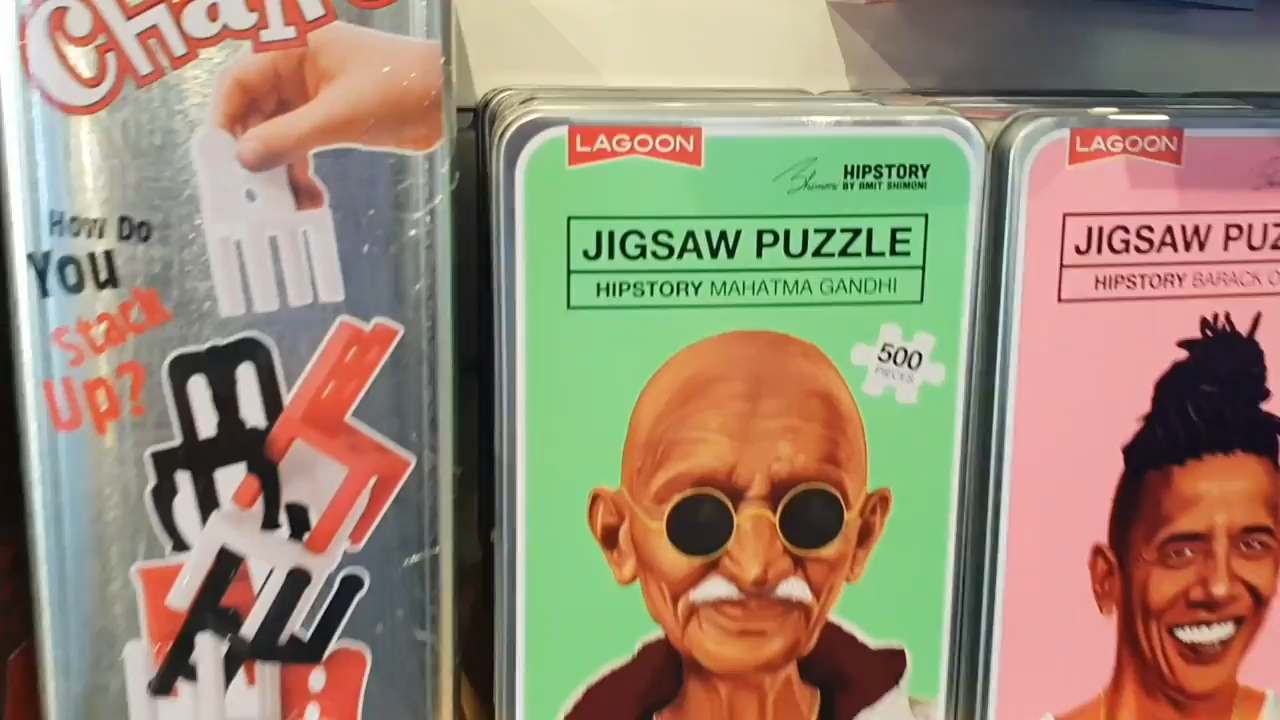 How Do
You
Stack
Up?
LAGOON
HIPSTORY
BY AMIT SHIMONI
JIGSAW PUZZLE
HIPSTORY MAHATMA GANDHI
500
PIECES
LAGOON
JIGSAW PUZ
HIPSTORY BARACK